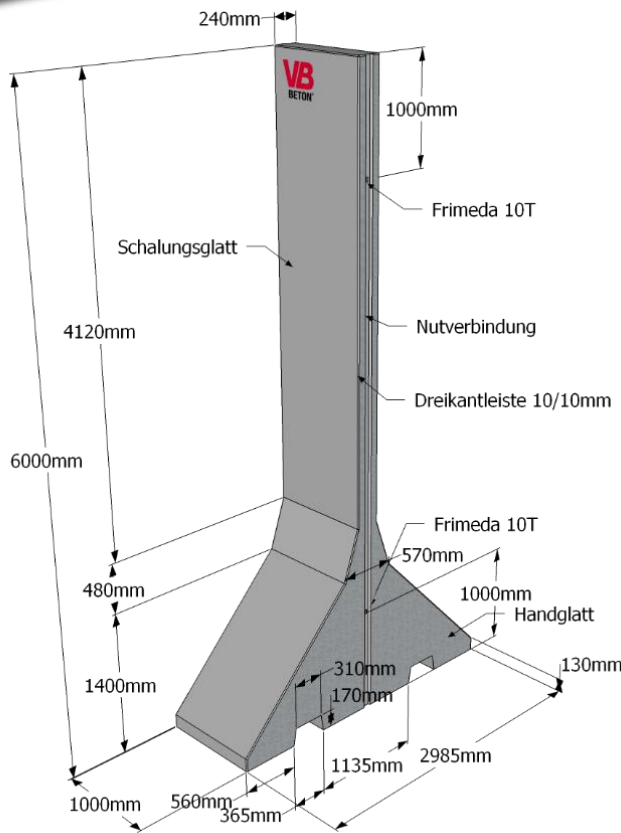 240mm
VB
BETON
1000mm
Frimeda 10T
Schalungsglatt
4120mm
Nutverbindung
Dreikantleiste 10/10mm
6000mm
Frimeda 10T
570mm
480mm
1000mm
Handglatt
310mm
130mm
1400mm
170mm
2985mm
1135mm
1000mm
560mm
365mm